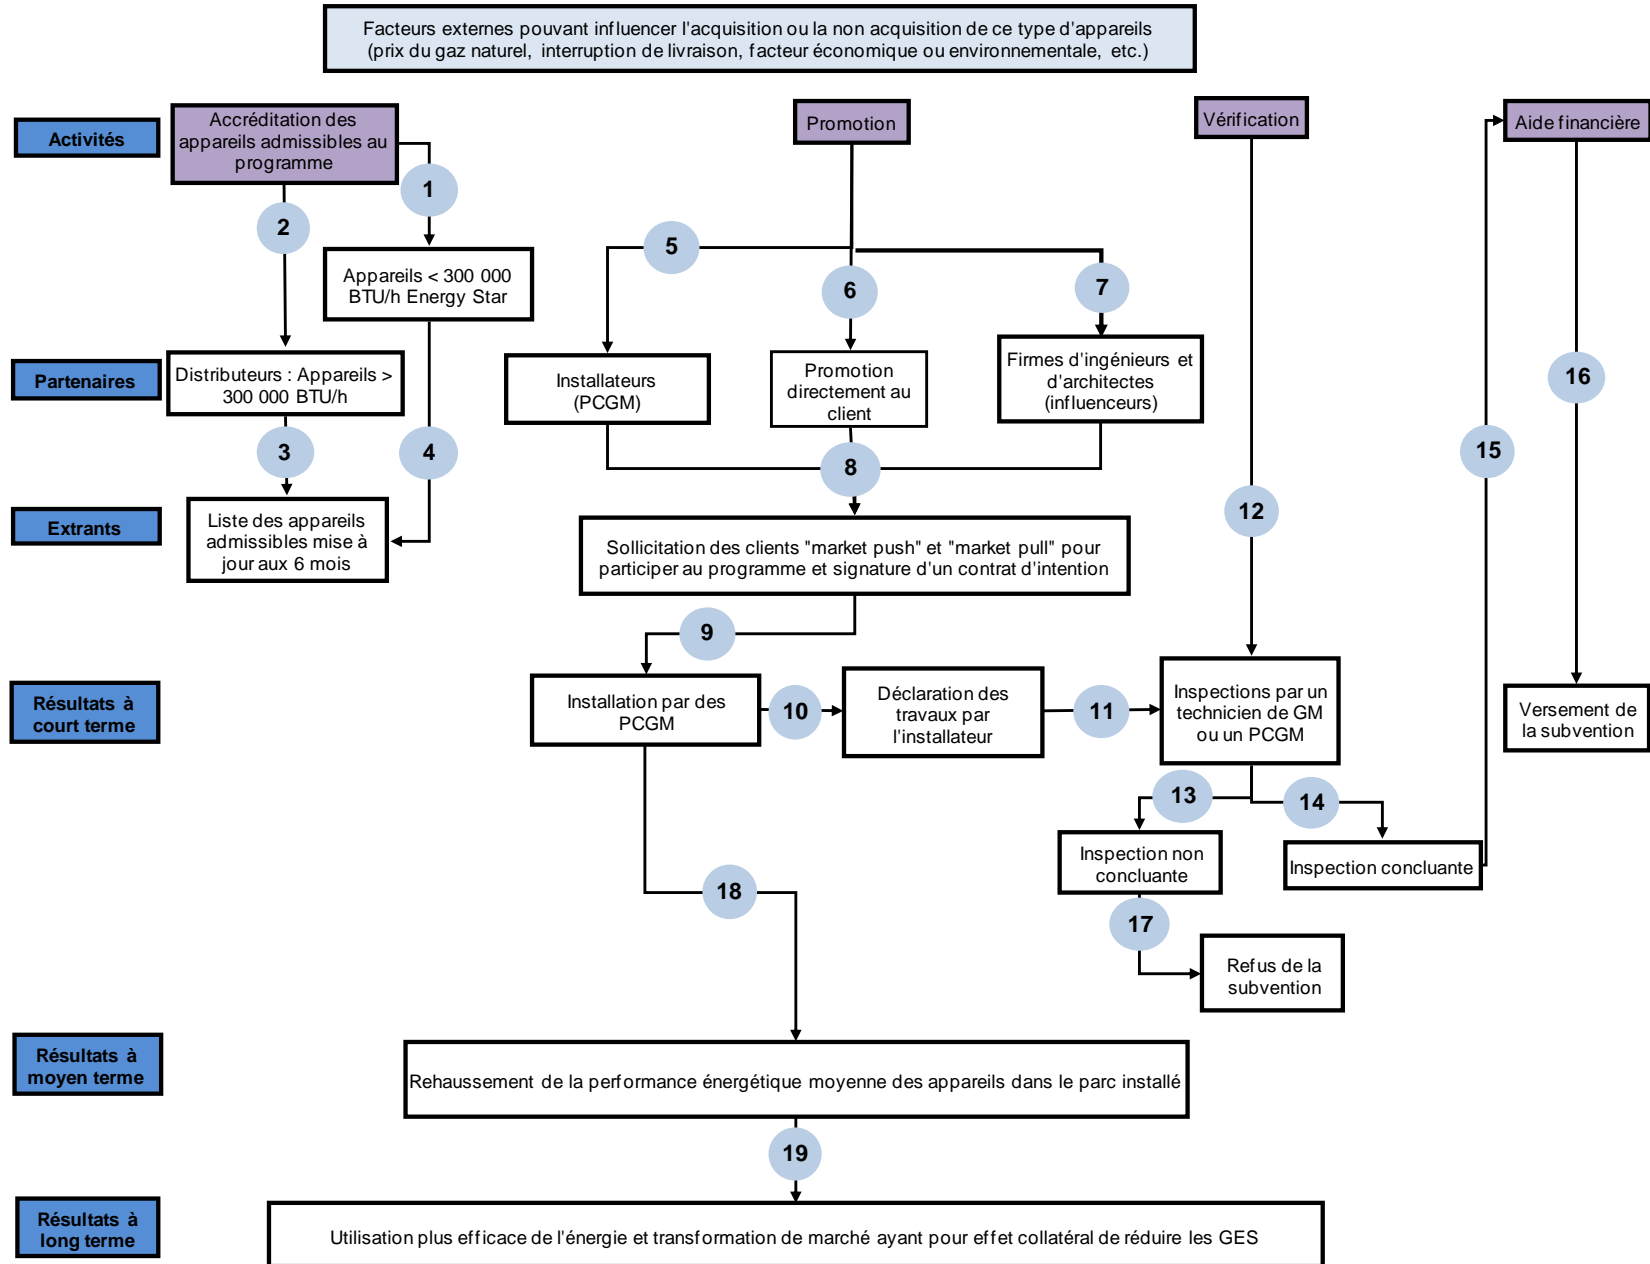 Facteurs externes pouvant influencer l'acquisition ou la non acquisition de ce type d'appareils
(prix du gaz naturel, interruption de livraison, facteur économique ou environnementale, etc.)
Activités
Accréditation des
appareils admissibles au
programme
Promotion
Vérification
Aide financière
1
2
5
6
7
Appareils < 300 000
BTU/h Energy Star
Partenaires
Distributeurs : Appareils >
300 000 BTU/h
Installateurs
(PCGM)
Promotion
directement au
client
Firmes d'ingénieurs et
d'architectes
(influenceurs)
16
3
4
8
15
Extrants
Liste des appareils
admissibles mise à
jour aux 6 mois
12
Sollicitation des clients "market push" et "market pull" pour
participer au programme et signature d'un contrat d'intention
9
Résultats à
court terme
Installation par des
PCGM
10
Déclaration des
travaux par
l'installateur
11
Inspections par un
technicien de GM
ou un PCGM
Versement de
la subvention
13
14
Inspection non
concluante
Inspection concluante
18
17
Refus de la
subvention
Résultats à
moyen terme
Rehaussement de la performance énergétique moyenne des appareils dans le parc installé
19
Résultats à
long terme
Utilisation plus efficace de l'énergie et transformation de marché ayant pour effet collatéral de réduire les GES